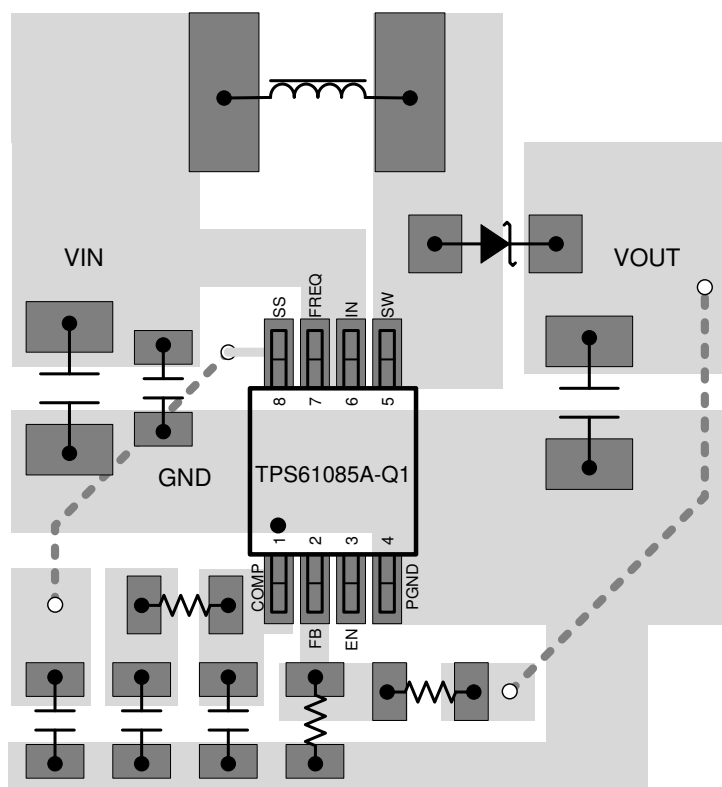 VIN
VOUT
SS
FREQ
IN
SW
8
7
6
5
TPS61085A-Q1
GND
1
2
3
4
COMP
FB
EN
PGND